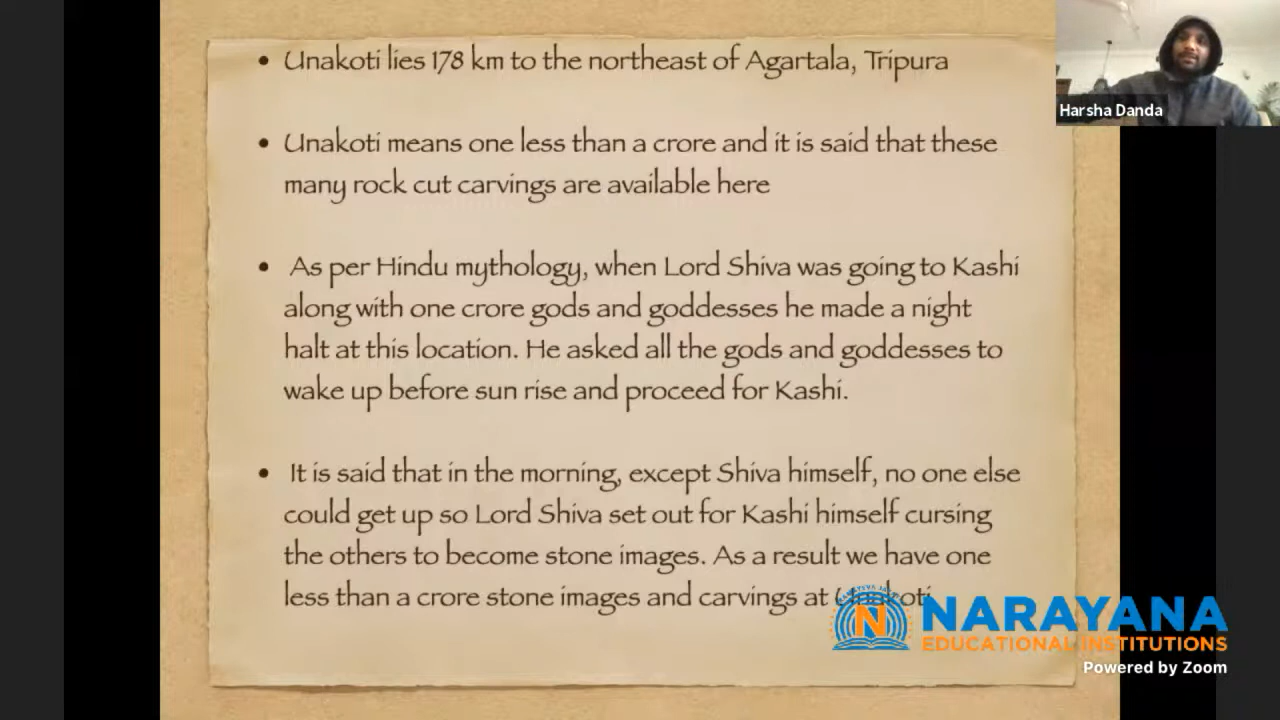 • Unakoti lies 178 km to the northeast of Agartala, Tripura
Harsha Danda
• Unakoti means one less than a crore and it is said that these
many rock cut carvings are available here
• As per Hindu mythology, when Lord Shiva was going to Kashi
along with one crore gods and goddesses he made a night
halt at this location. He asked all the gods and goddesses to
wake up before sun rise and proceed for Kashi.
• It is said that in the morning, except Shiva himself, no one else
could get up so Lord Shiva set out for Kashi himself cursing
the others to become stone images. As a result we have one
less than a crore stone images and carvings at Unakoti
N NARAYANA
EDUCATIONAL INSTITUTIONS
Powered by Zoom